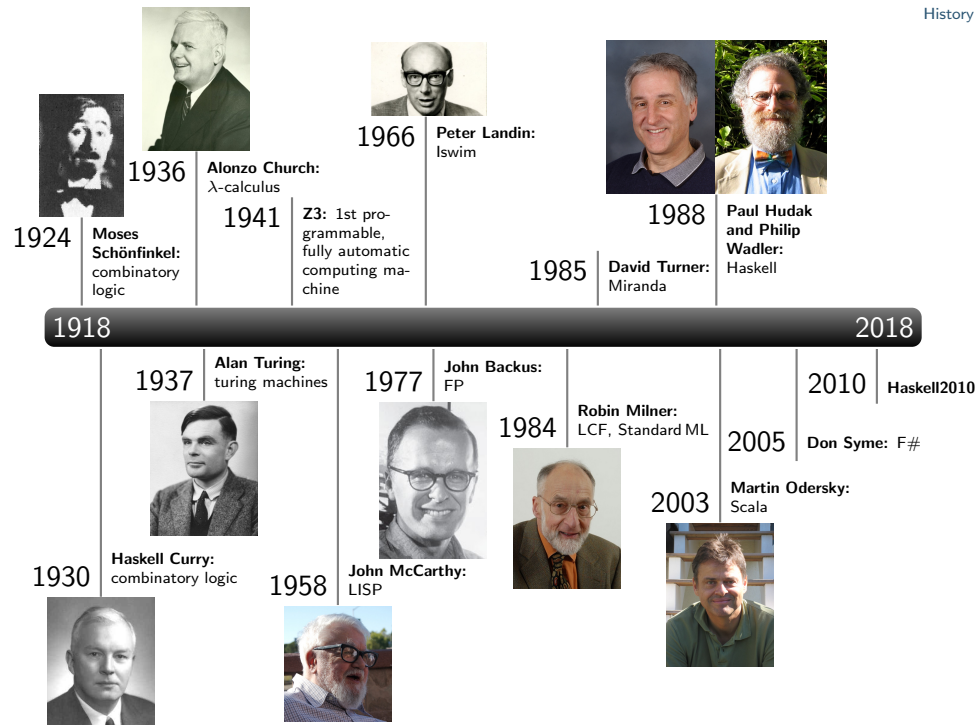 History
1966
Peter Landin:
Iswim
1936
Alonzo Church:
λ-calculus
1988
Paul Hudak
and Philip
Wadler:
Haskell
1924
Moses
Schönfinkel:
combinatory
logic
1941
Z3: 1st pro-
grammable,
fully automatic
computing ma-
chine
1985
David Turner:
Miranda
1918
2018
1937
Alan Turing:
turing machines
1977
John Backus:
FP
2010
Haskell2010
1984
Robin Milner:
LCF, Standard ML
2005
Don Syme: F#
2003
Martin Odersky:
Scala
1930
Haskell Curry:
combinatory logic
1958
John McCarthy:
LISP